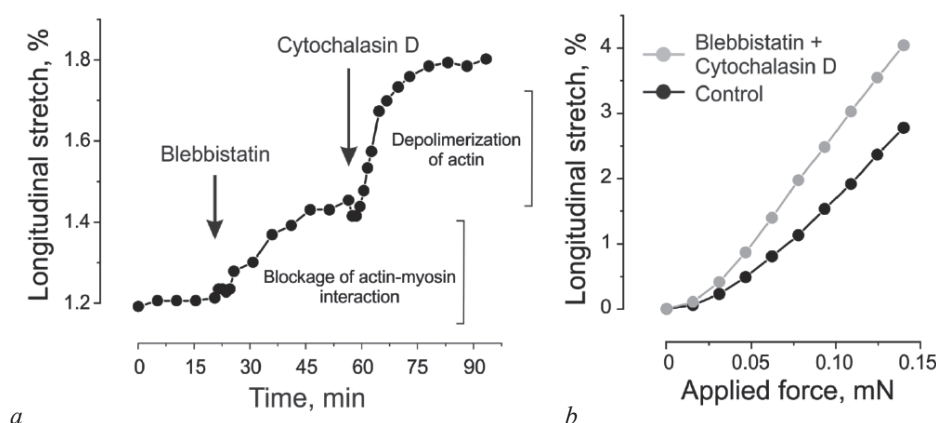 Longitudinal stretch, %
1.8
1.6
1.4
1.2
Cytochalasin D
Blebbistatin
Depolimerization
of actin
Blockage of actin-myosin
interaction
0 15 30 45 60 75 90
Time, min
a
Longitudinal stretch, %
4
3
2
1
0
Blebbistatin +
Cytochalasin D
Control
0 0.05 0.10 0.15
Applied force, mN
b